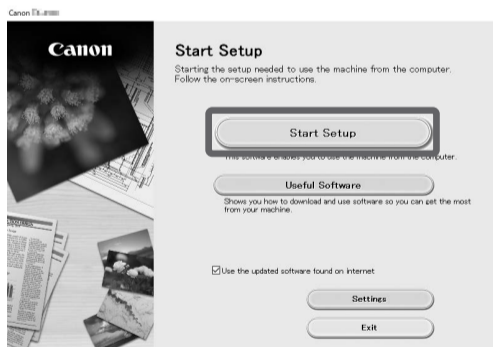 Canon
Canon
Start Setup
Starting the setup needed to use the machine from the computer.
Follow the on-screen instructions.
Start Setup
This software enables you to use the machine from the computer.
Useful Software
Shows you how to download and use software so you can get the most
from your machine.
Use the updated software found on internet
Settings
Exit